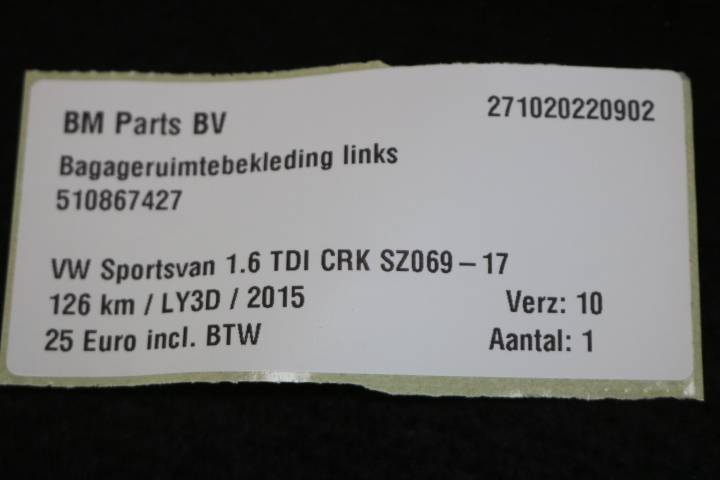 BM Parts BV
271020220902
Bagageruimtebekleding links
510867427
VW Sportsvan 1.6 TDI CRK SZ069-17
126 km / LY3D / 2015
Verz: 10
25 Euro incl. BTW
Aantal: 1